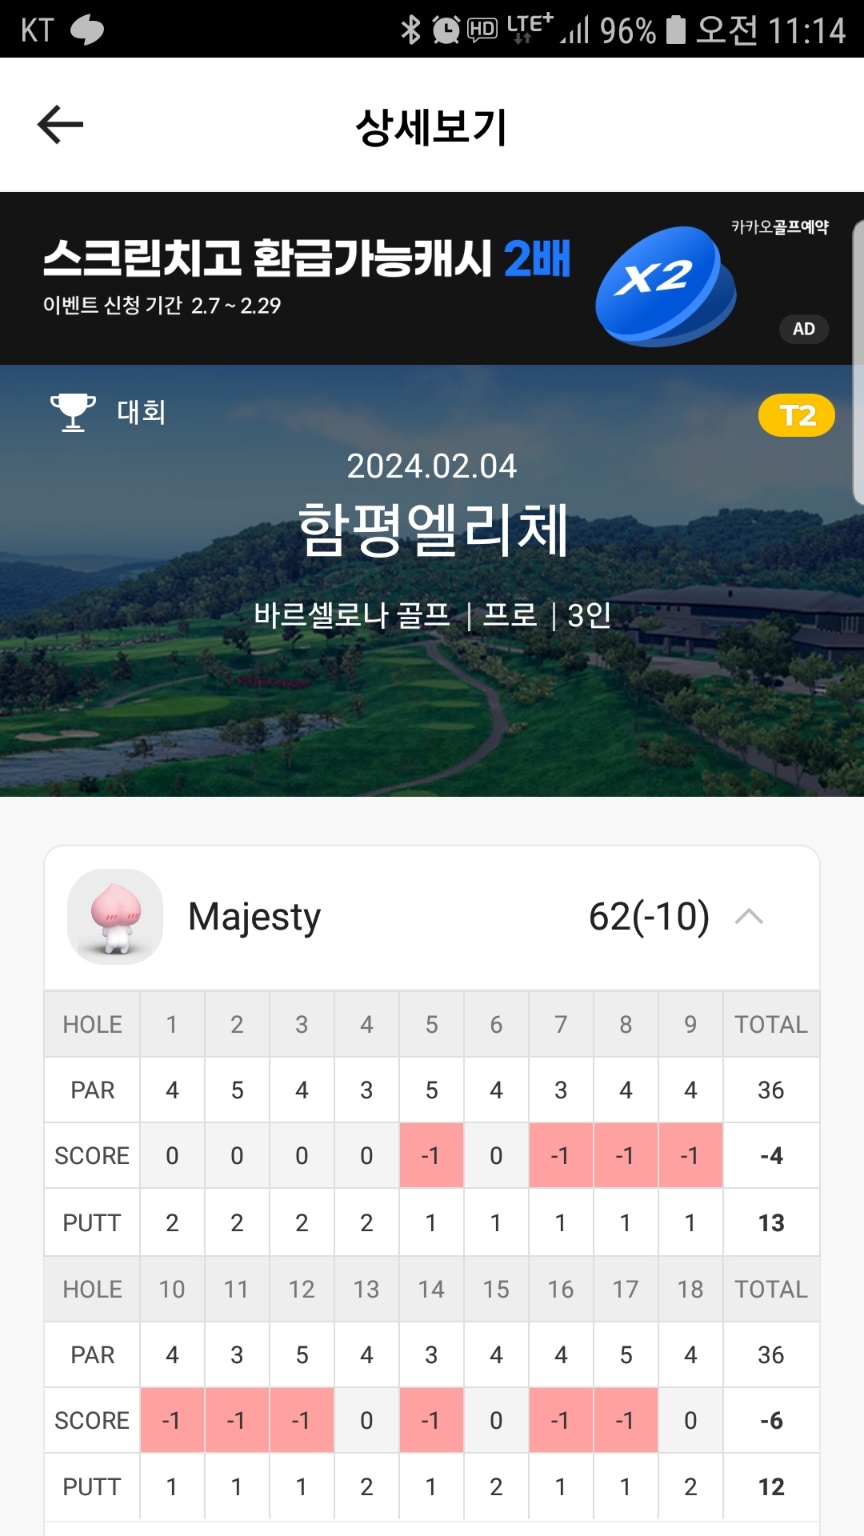 KT HD LTE+ 96% 오전 11:14
상세보기
카카오골프예약
스크린치고 환급가능캐시 2배
X2
이벤트 신청 기간 2.7 ~ 2.29
AD
대회
T2
2024.02.04
함평엘리체
바르셀로나 골프 | 프로 | 3인
Majesty 62(-10)
HOLE 1 2 3 4 5 6 7 8 9 TOTAL
PAR 4 5 4 3 5 4 3 4 4 36
SCORE 0 0 0 0 -1 0 -1 -1 -1 -4
PUTT 2 2 2 2 1 1 1 1 1 13
HOLE 10 11 12 13 14 15 16 17 18 TOTAL
PAR 4 3 5 4 3 4 4 5 4 36
SCORE -1 -1 -1 0 -1 0 -1 -1 0 -6
PUTT 1 1 1 2 1 2 1 1 2 12